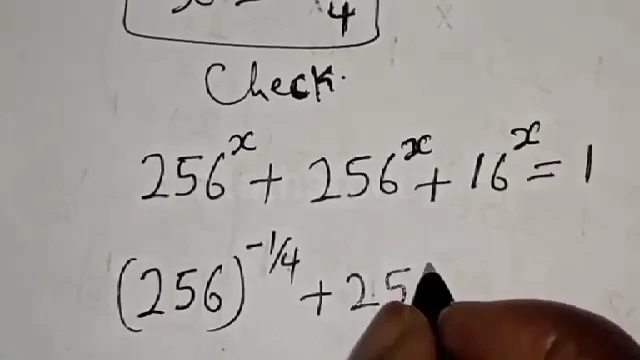 4
Check.
256^x + 256^x + 16^x = 1
(256)^{-1/4} + 25